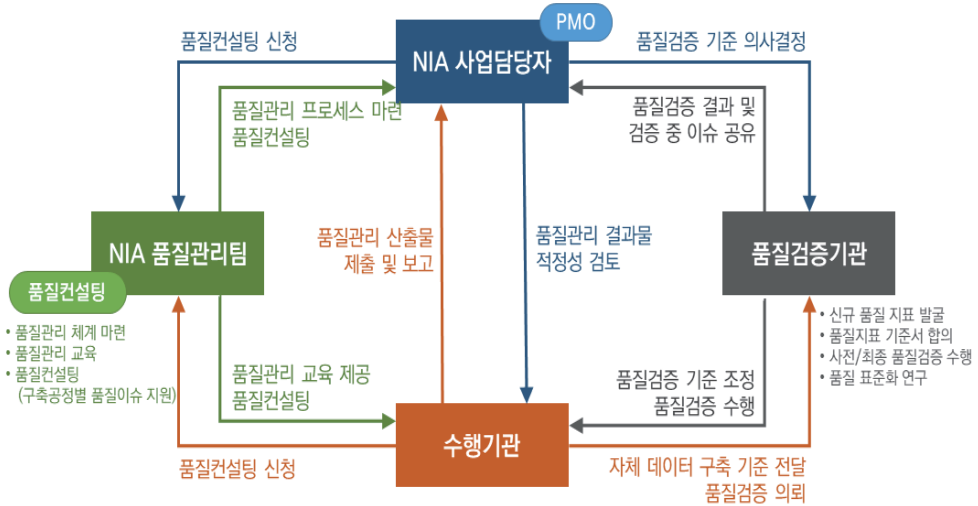 PMO
NIA 사업담당자
품질컨설팅 신청
품질검증 기준 의사결정
품질관리 프로세스 마련
품질컨설팅
품질검증 결과 및
검증 중 이슈 공유
NIA 품질관리팀
품질컨설팅
• 품질관리 체계 마련
• 품질관리 교육
• 품질컨설팅
(구축공정별 품질이슈 지원)
품질관리 산출물
제출 및 보고
품질관리 결과물
적정성 검토
품질검증기관
• 신규 품질 지표 발굴
• 품질지표 기준서 합의
• 사전/최종 품질검증 수행
• 품질 표준화 연구
품질관리 교육 제공
품질컨설팅
품질검증 기준 조정
품질검증 수행
수행기관
품질컨설팅 신청
자체 데이터 구축 기준 전달
품질검증 의뢰